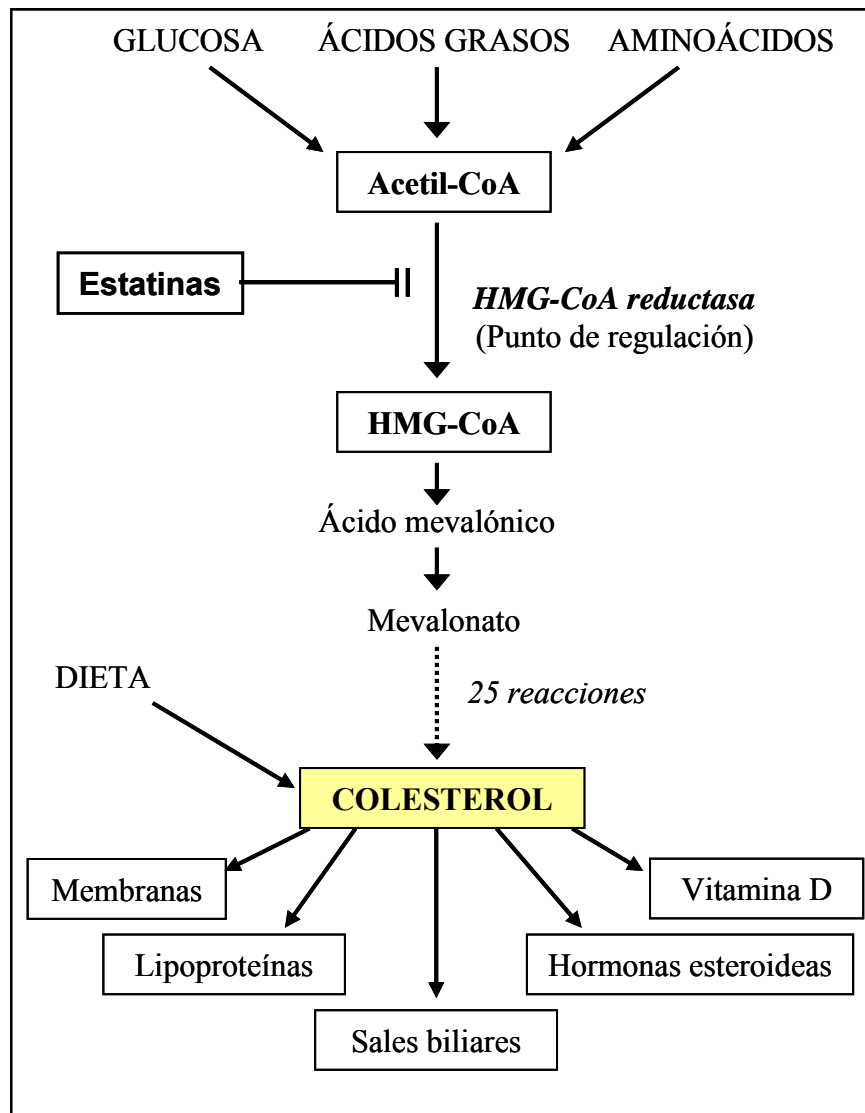 GLUCOSA ÁCIDOS GRASOS AMINOÁCIDOS
Acetil-CoA
Estatinas
HMG-CoA reductasa
(Punto de regulación)
HMG-CoA
Ácido mevalónico
Mevalonato
DIETA
25 reacciones
COLESTEROL
Membranas
Vitamina D
Lipoproteínas
Hormonas esteroideas
Sales biliares